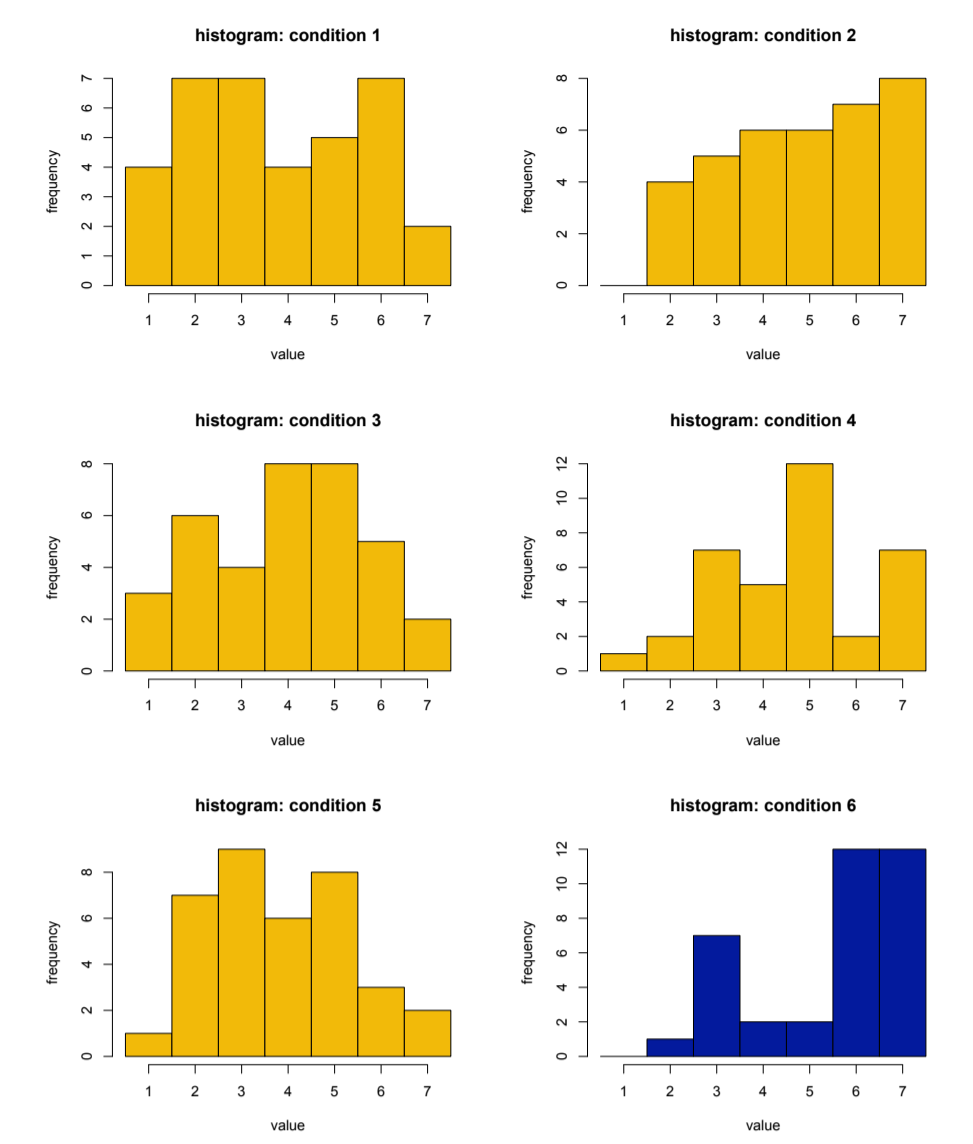 histogram: condition 1
7
6
5
4
3
2
1
0
frequency
1 2 3 4 5 6 7
value
histogram: condition 2
8
6
4
2
0
frequency
1 2 3 4 5 6 7
value
histogram: condition 3
8
6
4
2
0
frequency
1 2 3 4 5 6 7
value
histogram: condition 4
12
10
8
6
4
2
0
frequency
1 2 3 4 5 6 7
value
histogram: condition 5
8
6
4
2
0
frequency
1 2 3 4 5 6 7
value
histogram: condition 6
12
10
8
6
4
2
0
frequency
1 2 3 4 5 6 7
value